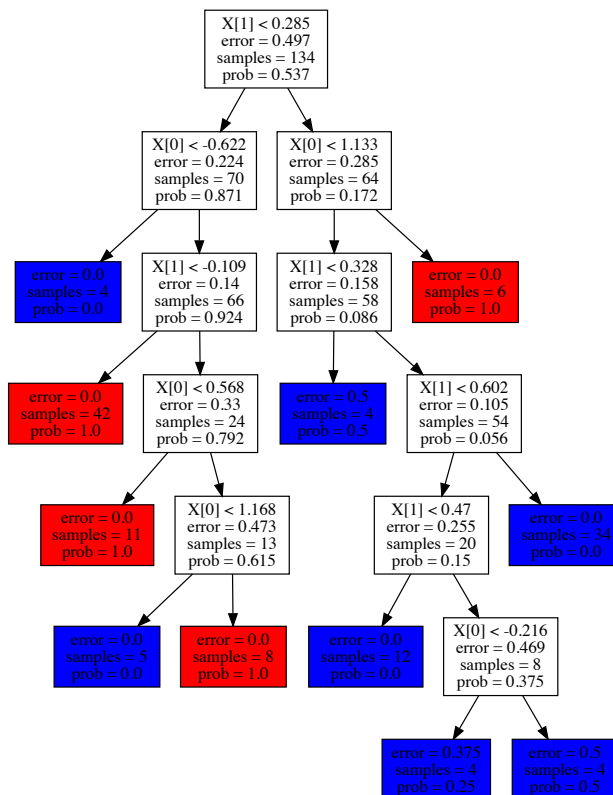 X[1] < 0.285
error = 0.497
samples = 134
prob = 0.537
X[0] < -0.622
error = 0.224
samples = 70
prob = 0.871
X[0] < 1.133
error = 0.285
samples = 64
prob = 0.172
error = 0.0
samples = 4
prob = 0.0
X[1] < -0.109
error = 0.14
samples = 66
prob = 0.924
X[1] < 0.328
error = 0.158
samples = 58
prob = 0.086
error = 0.0
samples = 6
prob = 1.0
error = 0.0
samples = 42
prob = 1.0
X[0] < 0.568
error = 0.33
samples = 24
prob = 0.792
error = 0.5
samples = 4
prob = 0.5
X[1] < 0.602
error = 0.105
samples = 54
prob = 0.056
error = 0.0
samples = 11
prob = 1.0
X[0] < 1.168
error = 0.473
samples = 13
prob = 0.615
X[1] < 0.47
error = 0.255
samples = 20
prob = 0.15
error = 0.0
samples = 34
prob = 0.0
error = 0.0
samples = 5
prob = 0.0
error = 0.0
samples = 8
prob = 1.0
error = 0.0
samples = 12
prob = 0.0
X[0] < -0.216
error = 0.469
samples = 8
prob = 0.375
error = 0.375
samples = 4
prob = 0.25
error = 0.5
samples = 4
prob = 0.5